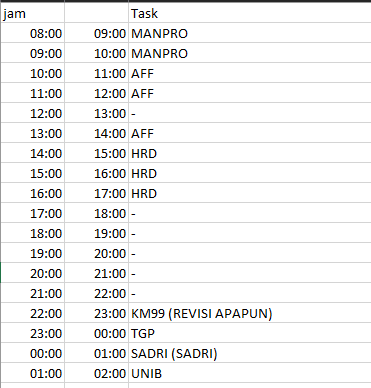 jam Task
08:00 09:00 MANPRO
09:00 10:00 MANPRO
10:00 11:00 AFF
11:00 12:00 AFF
12:00 13:00 -
13:00 14:00 AFF
14:00 15:00 HRD
15:00 16:00 HRD
16:00 17:00 HRD
17:00 18:00 -
18:00 19:00 -
19:00 20:00 -
20:00 21:00 -
21:00 22:00 -
22:00 23:00 KM99 (REVISI APAPUN)
23:00 00:00 TGP
00:00 01:00 SADRI (SADRI)
01:00 02:00 UNIB